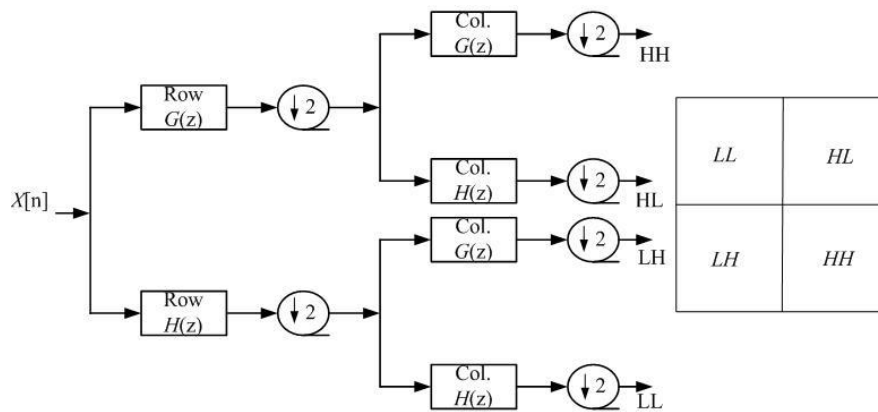 Col.
G(z)
2
HH
Row
G(z)
2
LL
HL
X[n]
Col.
H(z)
2
HL
Col.
G(z)
2
LH
LH
HH
Row
H(z)
2
Col.
H(z)
2
LL